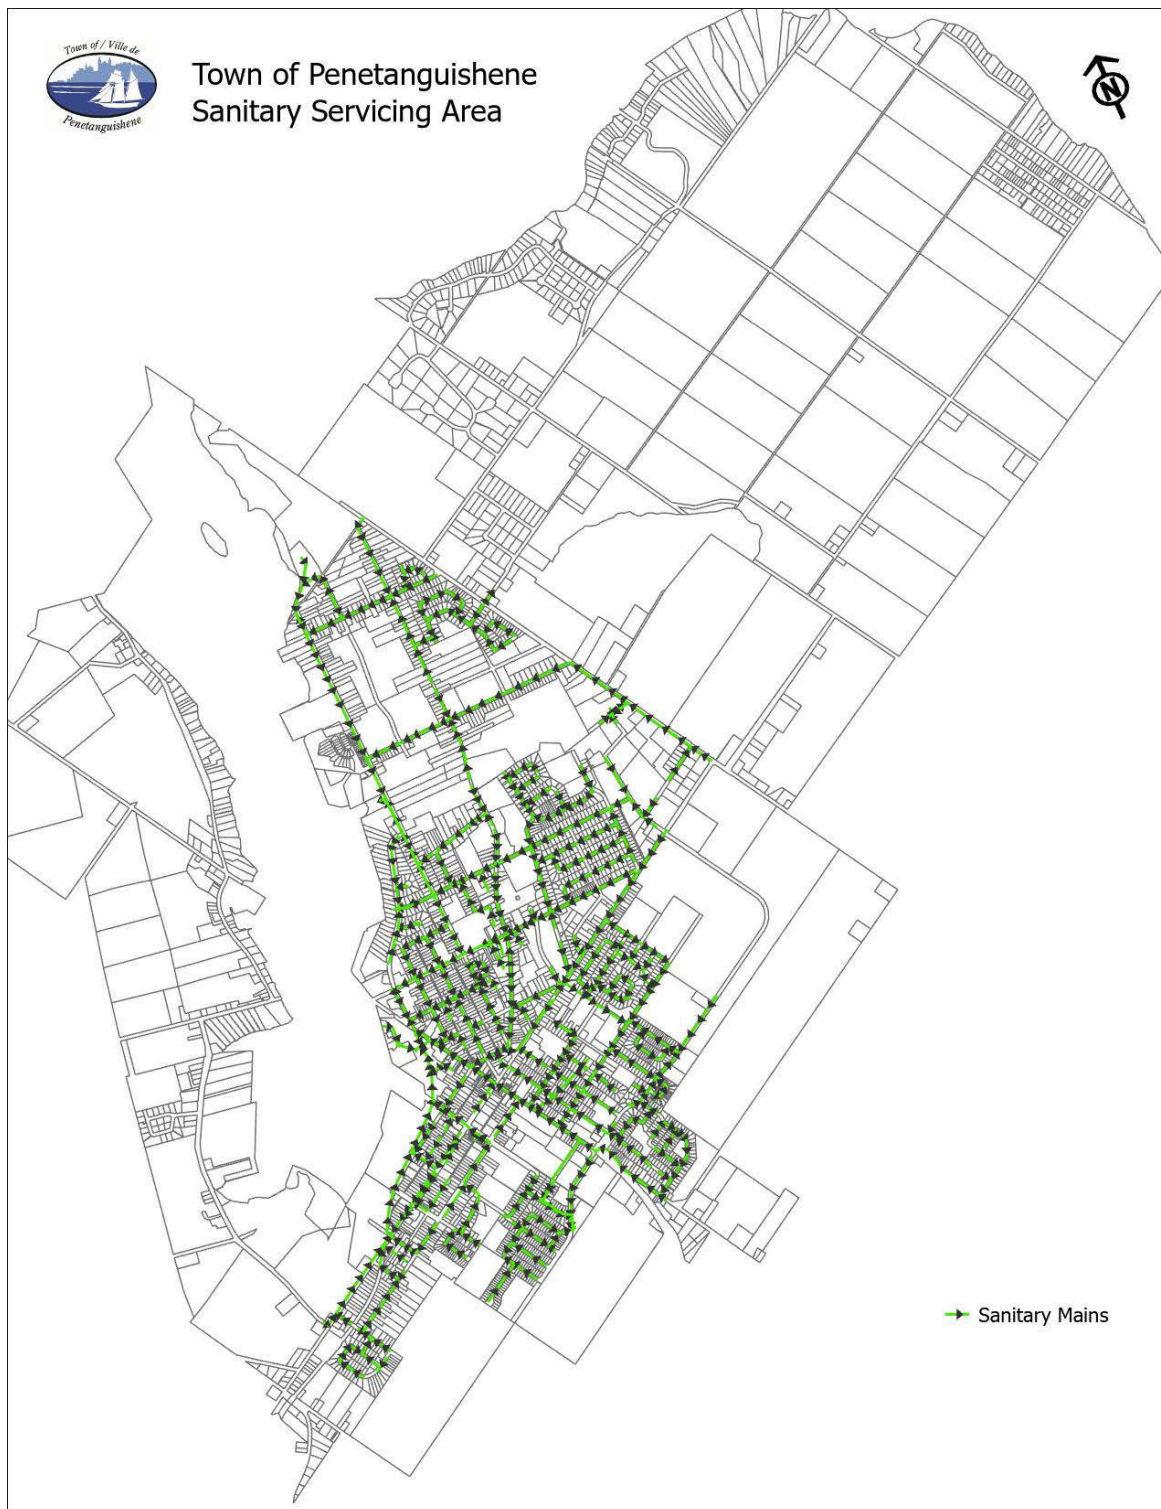 Town of / Ville de
Penetanguishene
Town of Penetanguishene
Sanitary Servicing Area
N
Sanitary Mains